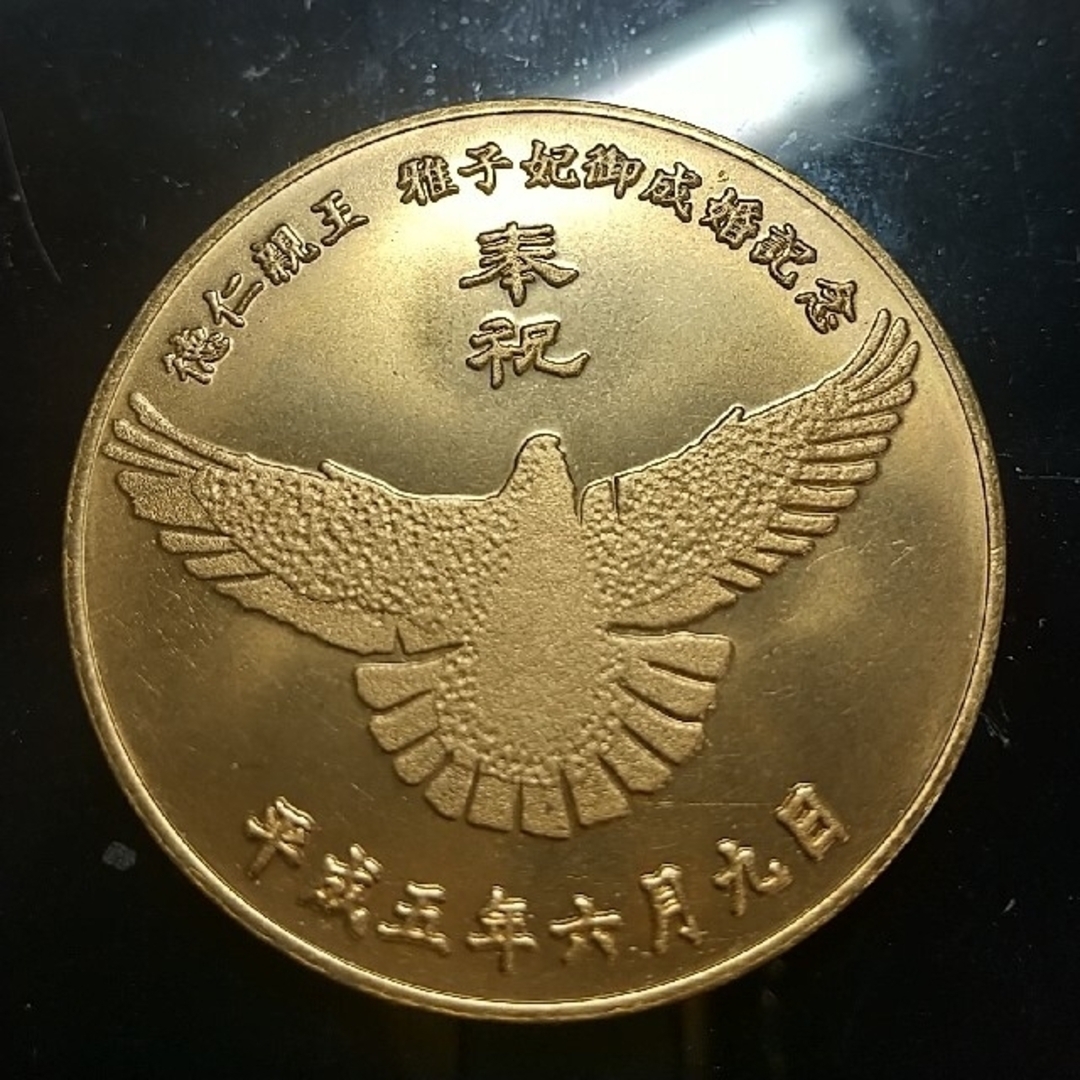 徳仁親王 雅子妃御成婚記念
奉
祝
平成五年六月九日